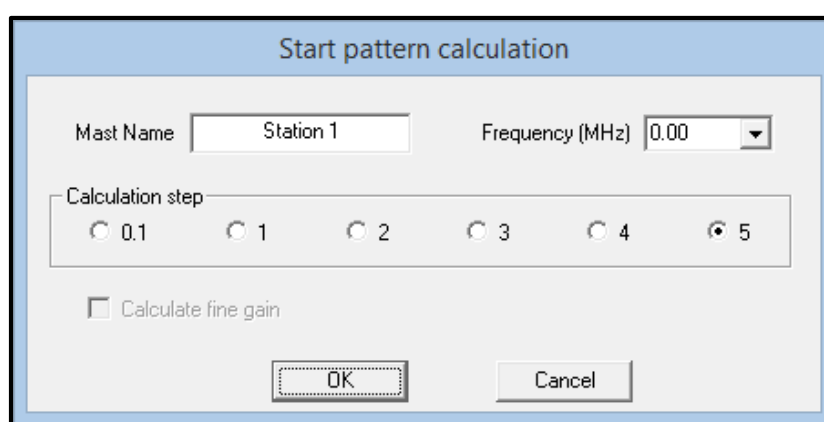 Start pattern calculation
Mast Name Station 1 Frequency (MHz) 0.00
Calculation step
0.1 1 2 3 4 5
Calculate fine gain
OK Cancel